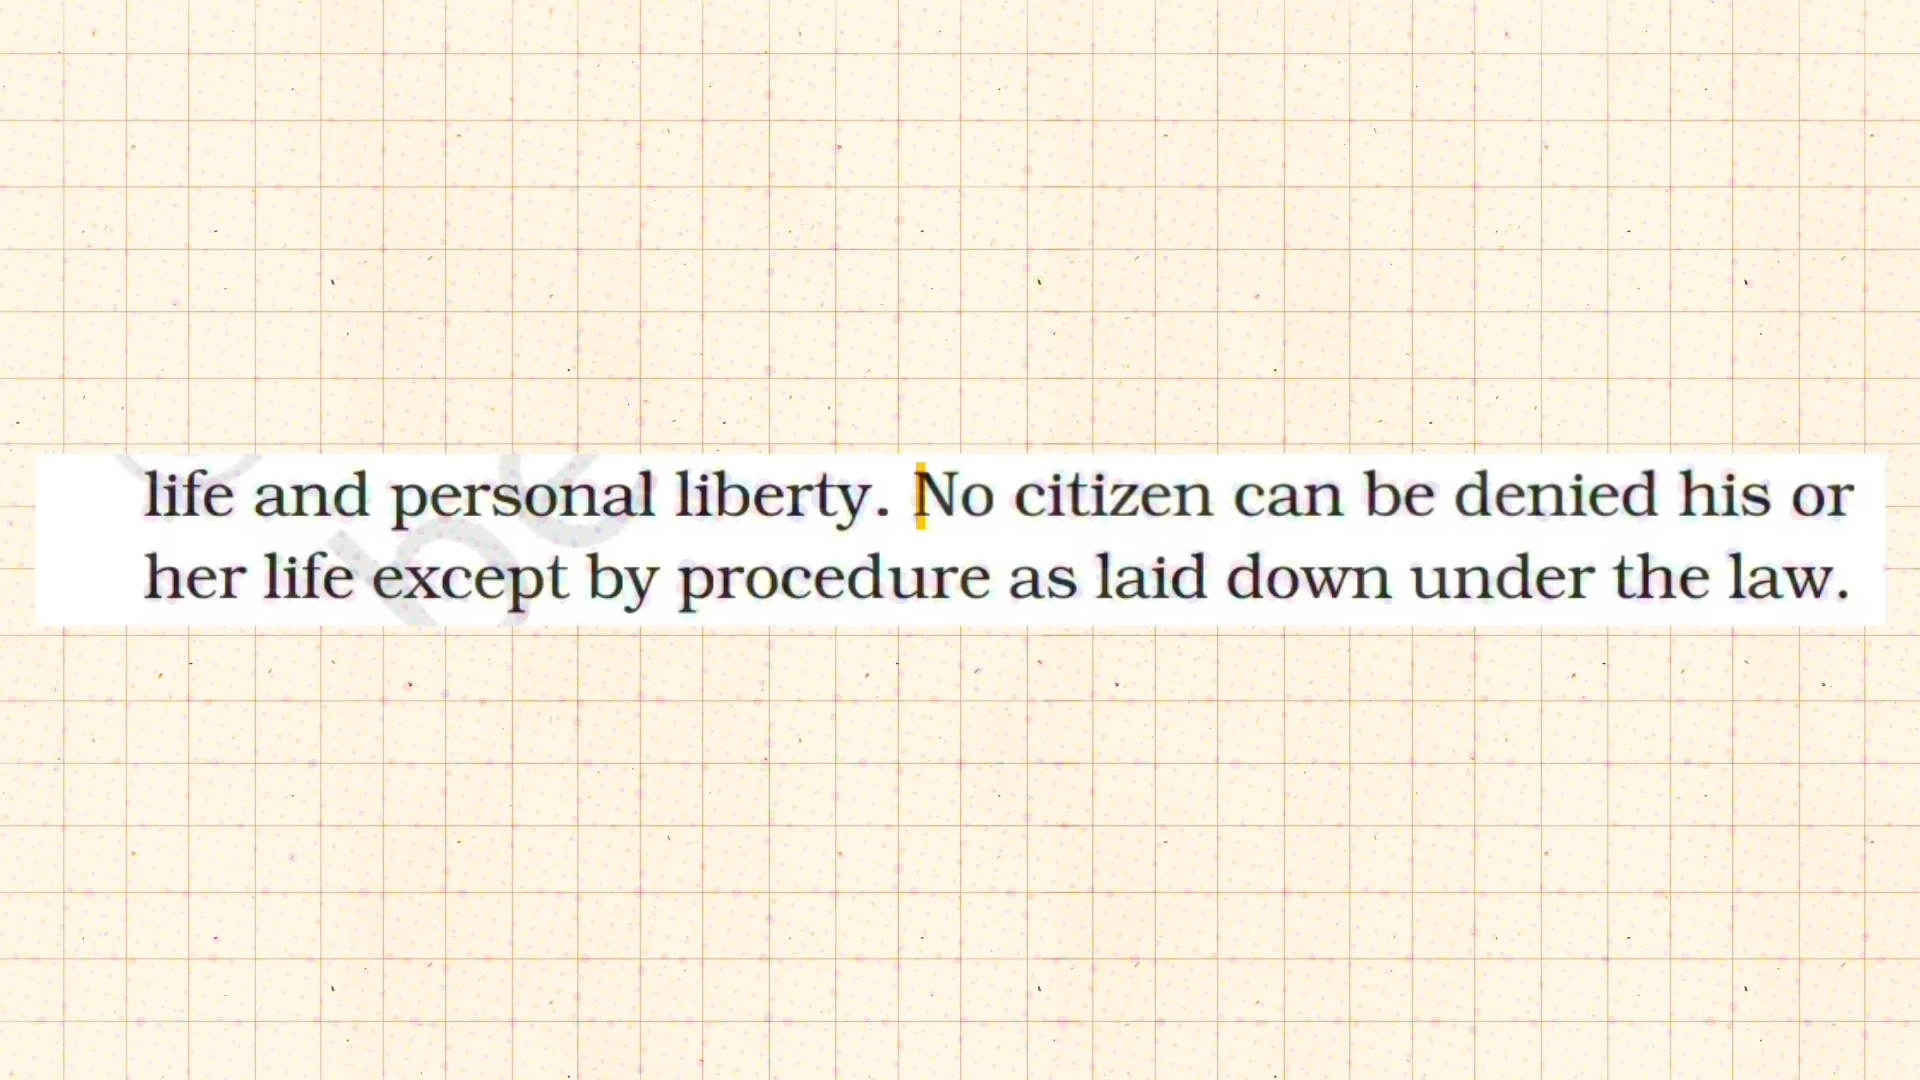 life and personal liberty. No citizen can be denied his or
her life except by procedure as laid down under the law.